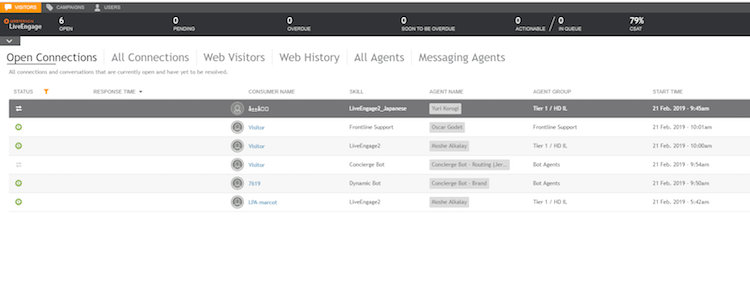 VISITORS CAMPAIGNS USERS
LIVEPERSON
LiveEngage
6 0 0 0 0 / 0 79%
OPEN PENDING OVERDUE SOON TO BE OVERDUE ACTIONABLE IN QUEUE CSAT
Open Connections All Connections Web Visitors Web History All Agents Messaging Agents
All connections and conversations that are currently open and have yet to be resolved.
STATUS RESPONSE TIME CONSUMER NAME SKILL AGENT NAME AGENT GROUP START TIME
LiveEngage2_Japanese Yuri Korogi Tier 1 / HD IL 21 Feb. 2019 - 9:45am
Visitor Frontline Support Oscar Godet Frontline Support 21 Feb. 2019 - 10:01am
Visitor LiveEngage2 Moshe Alkalay Tier 1 / HD IL 21 Feb. 2019 - 10:00am
Visitor Concierge Bot Concierge Bot - Routing (Jer... Bot Agents 21 Feb. 2019 - 9:54am
7619 Dynamic Bot Concierge Bot - Brand Bot Agents 21 Feb. 2019 - 9:50am
LPA-marcot LiveEngage2 Moshe Alkalay Tier 1 / HD IL 21 Feb. 2019 - 5:42am